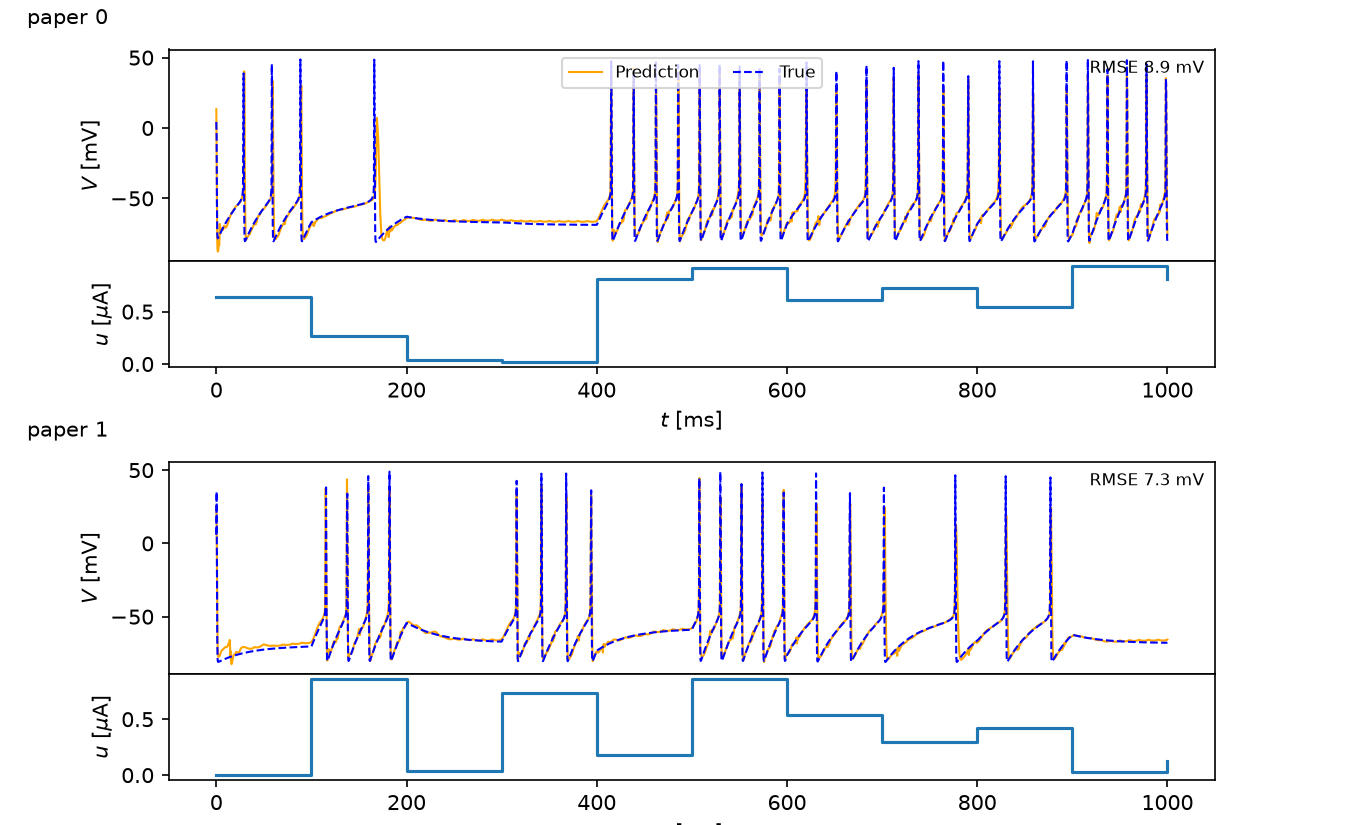 paper 0
50
0
−50
V [mV]
Prediction
True
RMSE 8.9 mV
0.5
0.0
u [μA]
0 200 400 600 800 1000
t [ms]
paper 1
50
0
−50
V [mV]
RMSE 7.3 mV
0.5
0.0
u [μA]
0 200 400 600 800 1000